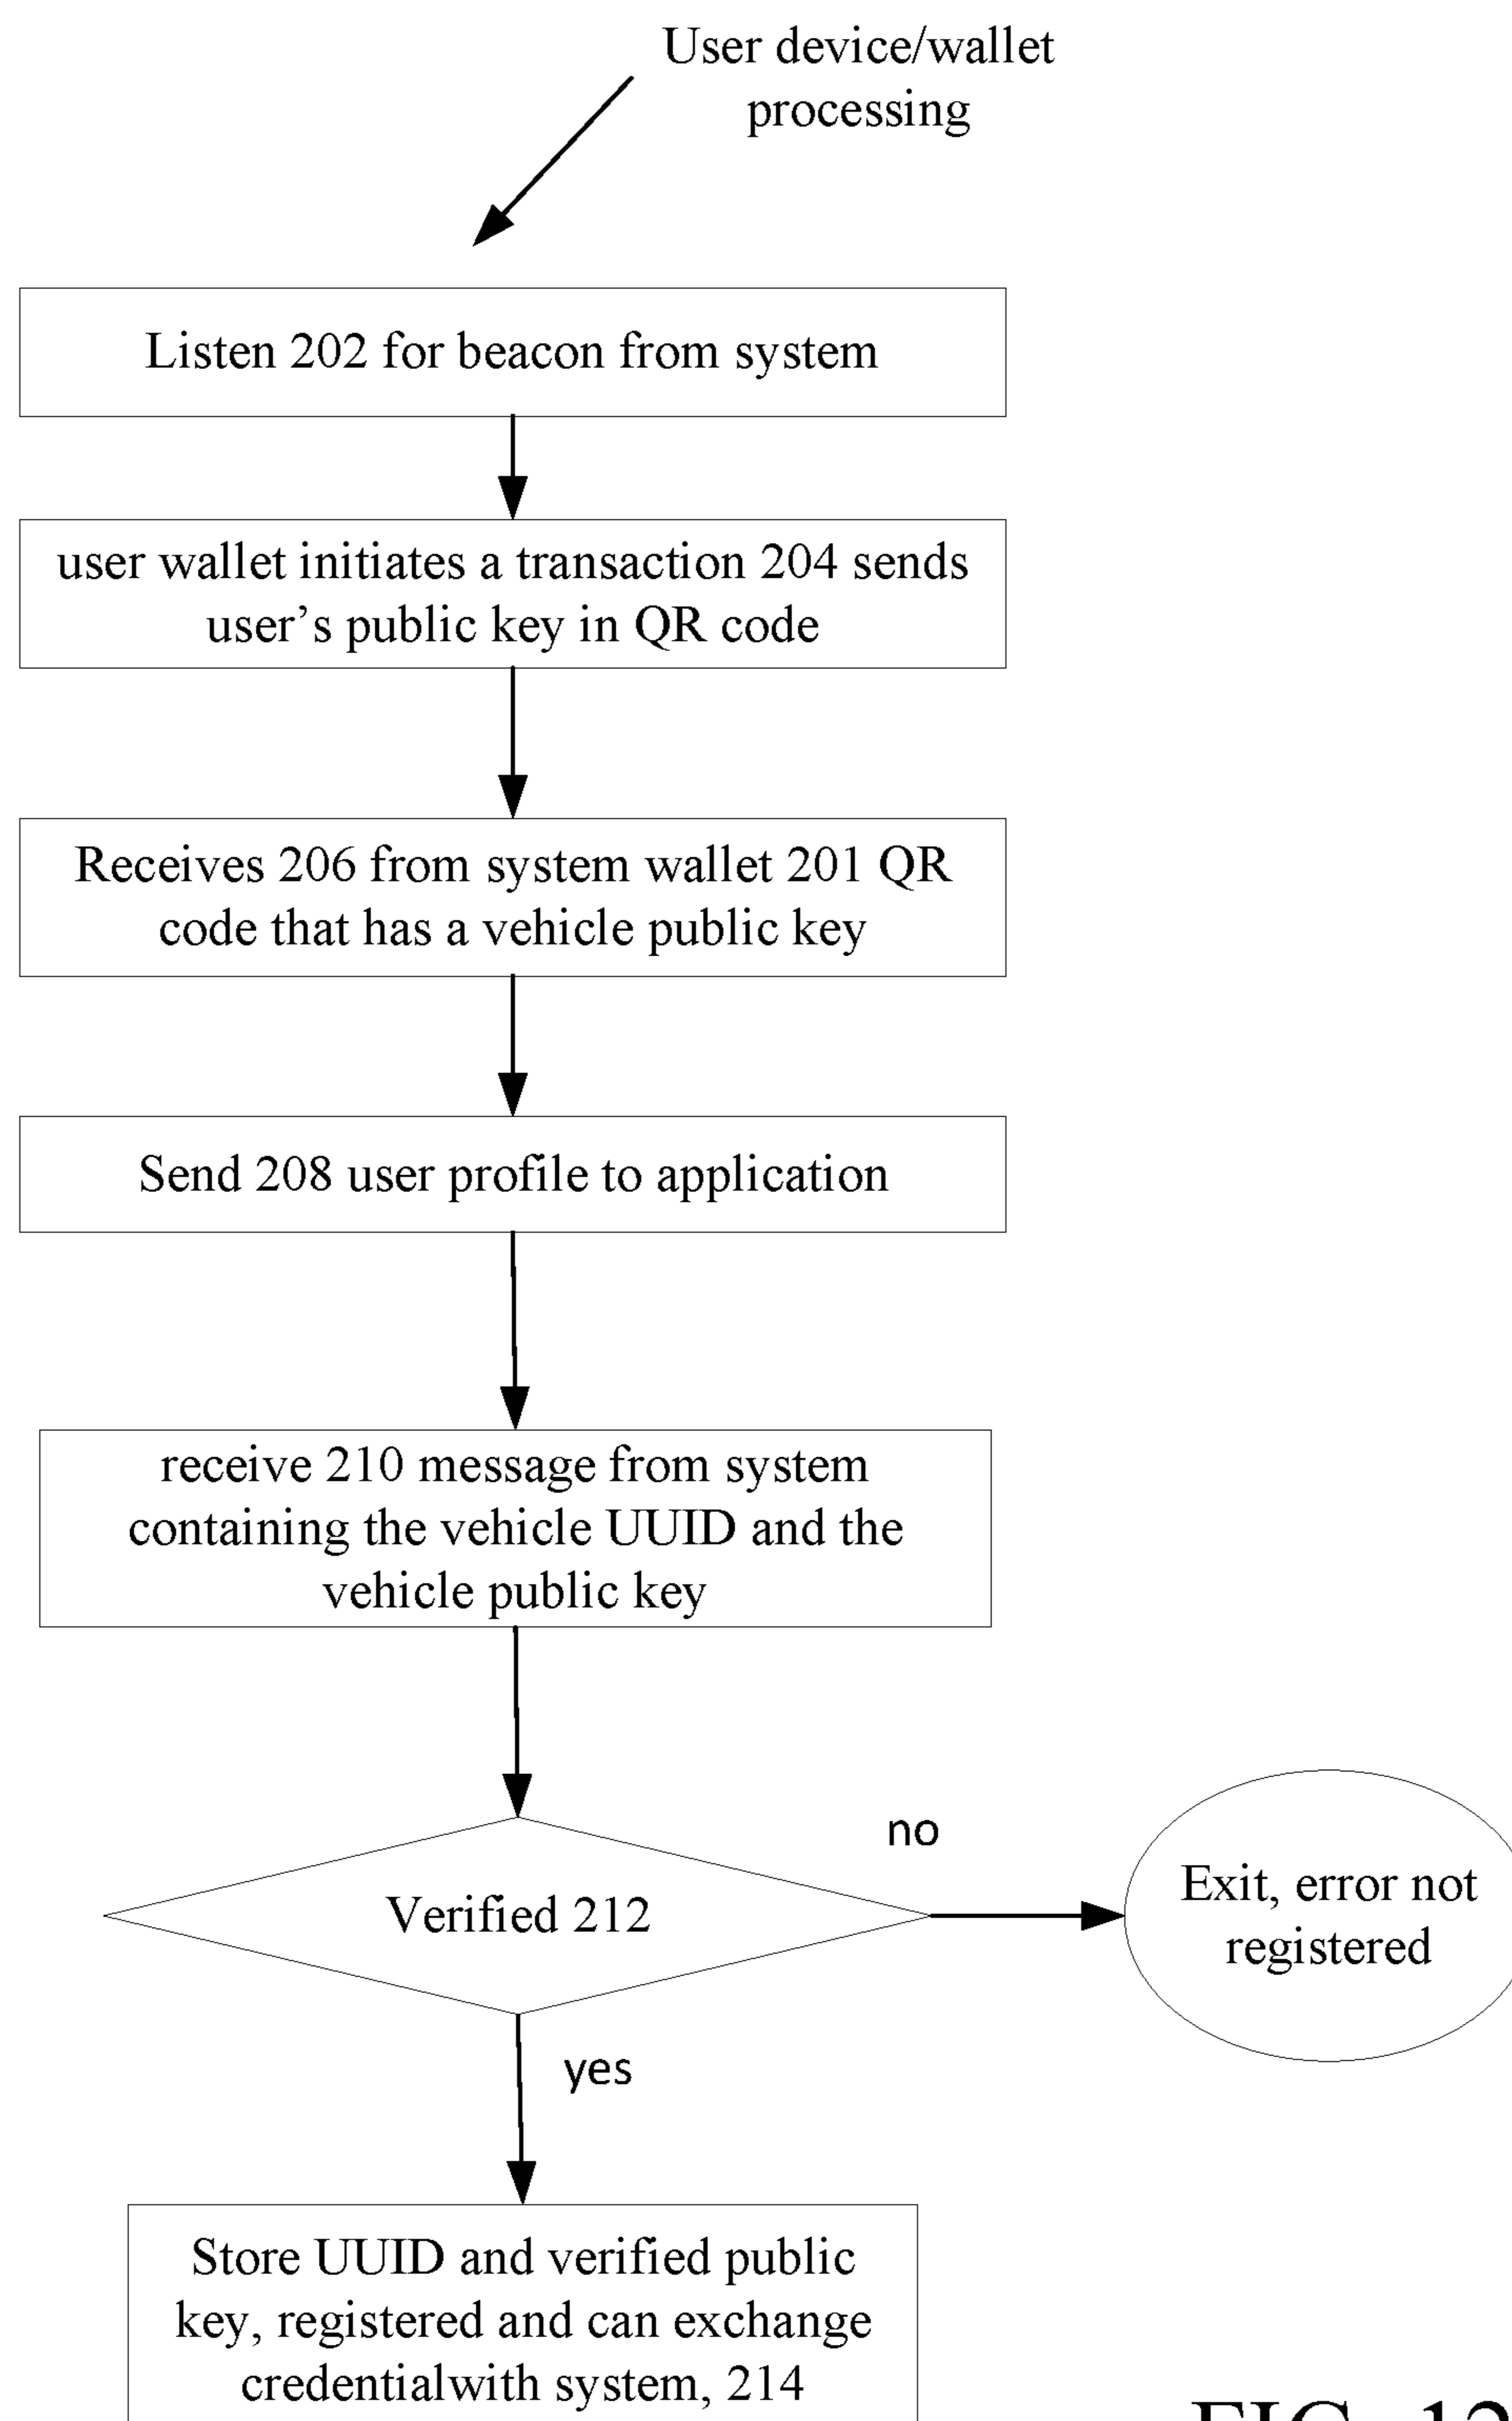 User device/wallet
processing
Listen 202 for beacon from system
user wallet initiates a transaction 204 sends
user’s public key in QR code
Receives 206 from system wallet 201 QR
code that has a vehicle public key
Send 208 user profile to application
receive 210 message from system
containing the vehicle UUID and the
vehicle public key
Verified 212
no
Exit, error not
registered
yes
Store UUID and verified public
key, registered and can exchange
credentialwith system, 214
FIG.